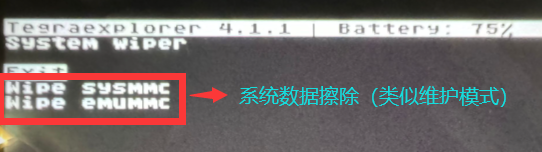 Tegraexplorer 4.1.1 | Battery: 75%
System wiper
Exit
Wipe sysMMC
Wipe emuMMC
系统数据擦除（类似维护模式）